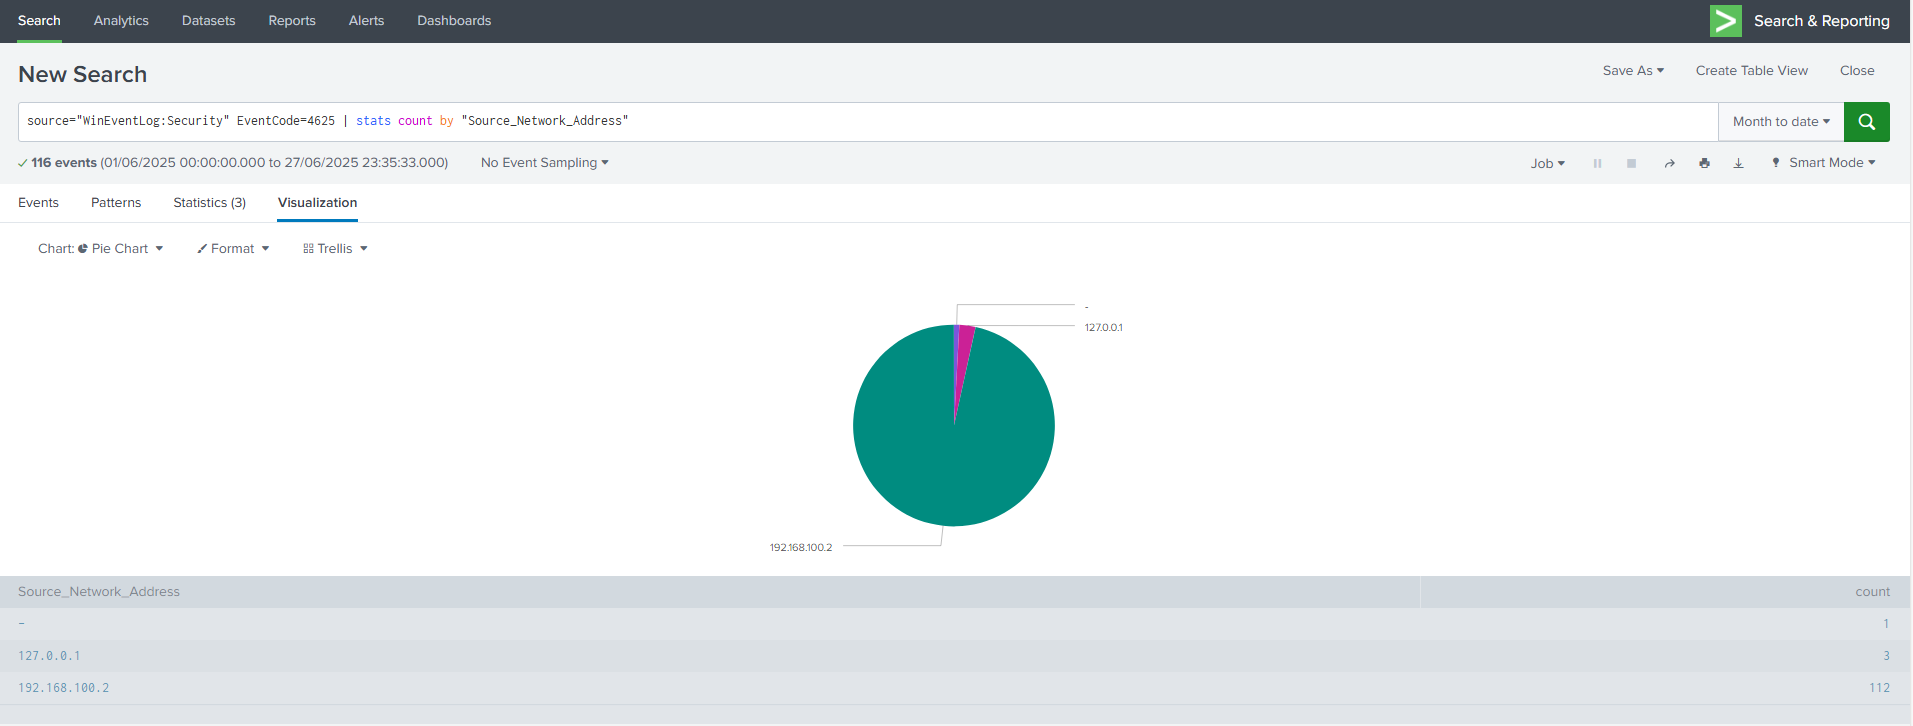 Search Analytics Datasets Reports Alerts Dashboards Search & Reporting
New Search
Save As Create Table View Close
source="WinEventLog:Security" EventCode=4625 | stats count by "Source_Network_Address"
Month to date
116 events (01/06/2025 00:00:00.000 to 27/06/2025 23:35:33.000) No Event Sampling
Job Smart Mode
Events Patterns Statistics (3) Visualization
Chart: Pie Chart Format Trellis
-
127.0.0.1
192.168.100.2
Source_Network_Address count
- 1
127.0.0.1 3
192.168.100.2 112